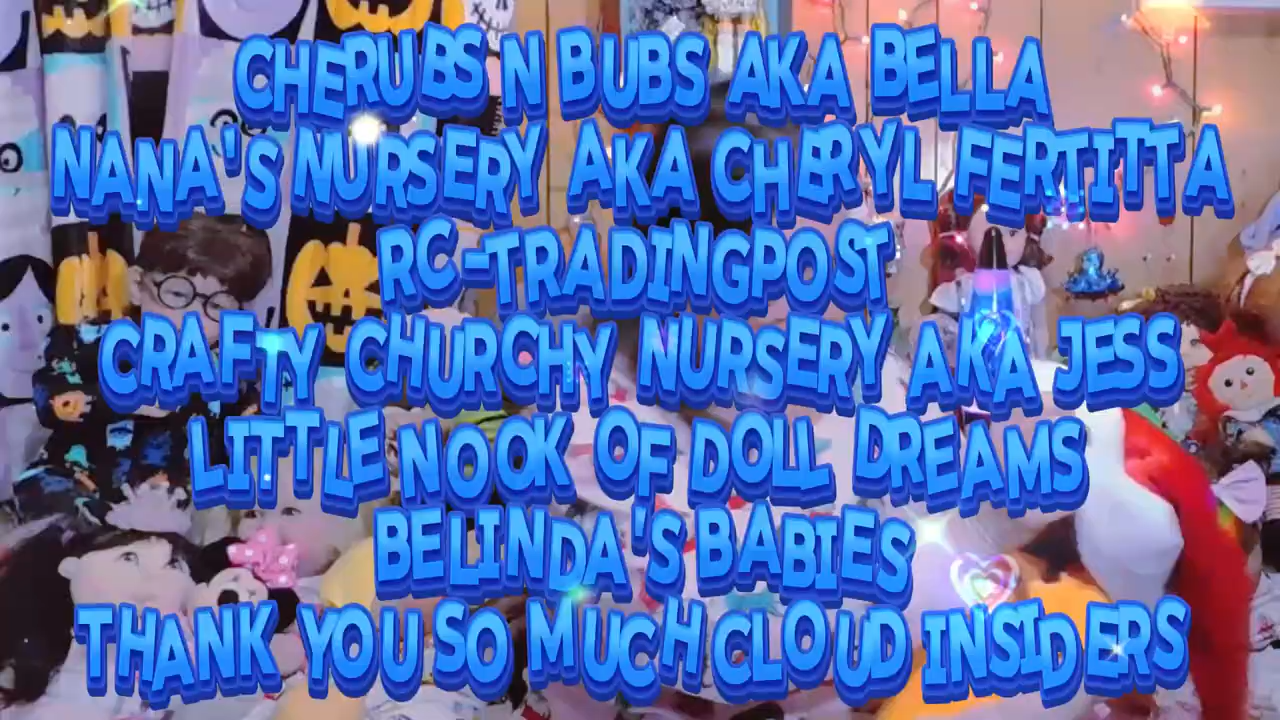 CHERUBS N BUBS AKA BELLA
NANA'S NURSERY AKA CHERYL FERTITTA
RC-TRADINGPOST
CRAFTY CHURCHY NURSERY AKA JESS
LITTLE NOOK OF DOLL DREAMS
BELINDA'S BABIES
THANK YOU SO MUCH CLOUD INSIDERS